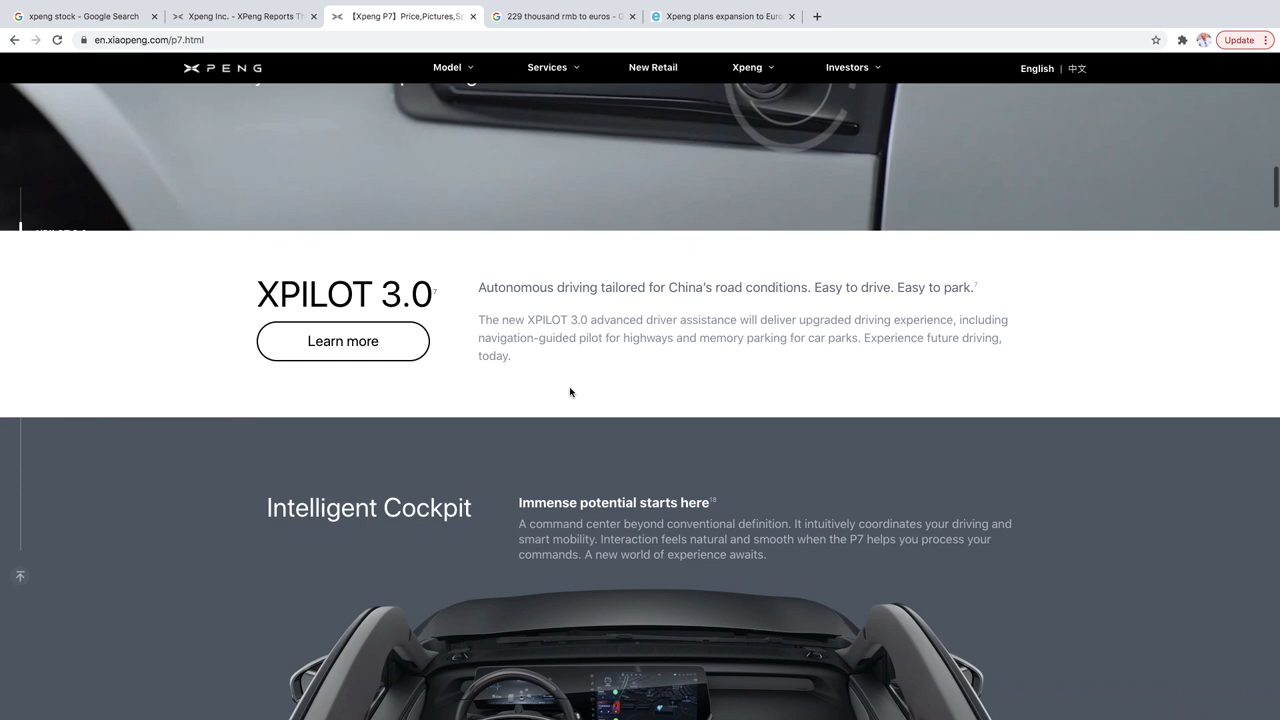 xpeng stock - Google Search
Xpeng Inc. - XPeng Reports Th
【Xpeng P7】Price,Pictures,Sp
229 thousand rmb to euros - G
Xpeng plans expansion to Euro
en.xiaopeng.com/p7.html
Update
XPENG
Model
Services
New Retail
Xpeng
Investors
English | 中文
XPILOT 3.0⁷
Learn more
Autonomous driving tailored for China's road conditions. Easy to drive. Easy to park.⁷
The new XPILOT 3.0 advanced driver assistance will deliver upgraded driving experience, including
navigation-guided pilot for highways and memory parking for car parks. Experience future driving,
today.
Intelligent Cockpit
Immense potential starts here¹⁸
A command center beyond conventional definition. It intuitively coordinates your driving and
smart mobility. Interaction feels natural and smooth when the P7 helps you process your
commands. A new world of experience awaits.